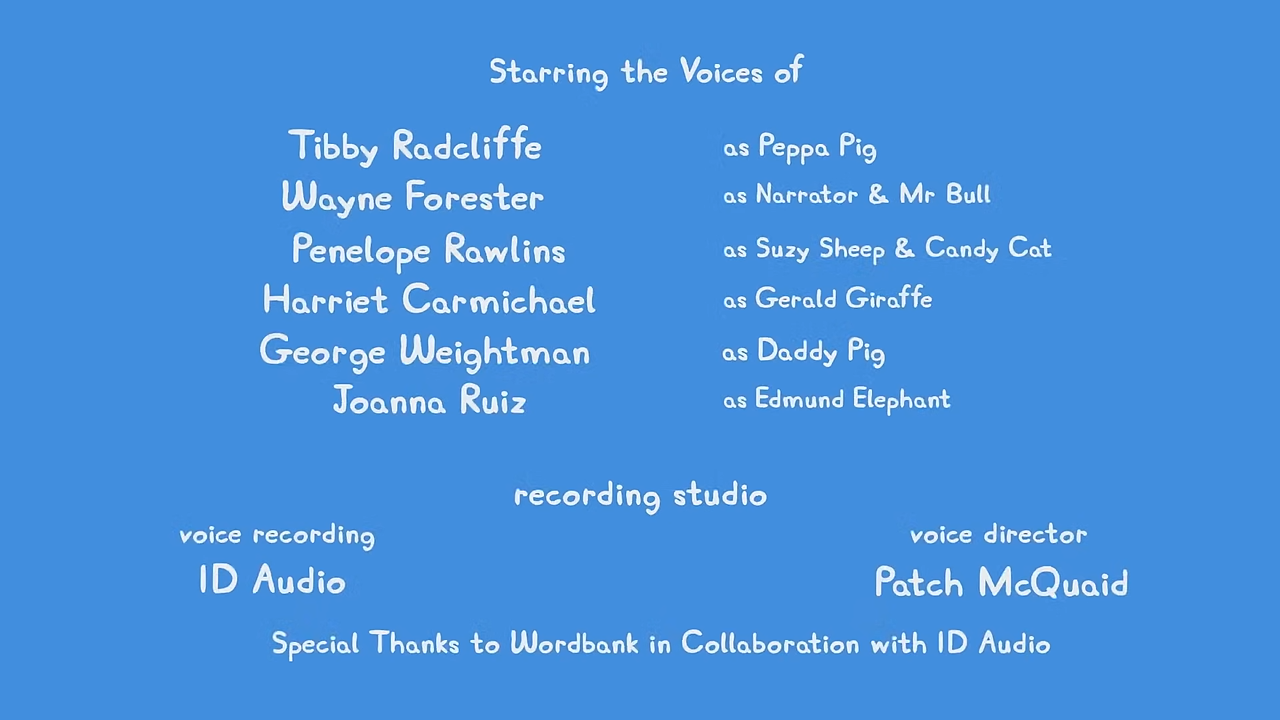 Starring the Voices of
Tibby Radcliffe as Peppa Pig
Wayne Forester as Narrator & Mr Bull
Penelope Rawlins as Suzy Sheep & Candy Cat
Harriet Carmichael as Gerald Giraffe
George Weightman as Daddy Pig
Joanna Ruiz as Edmund Elephant
recording studio
voice recording voice director
ID Audio Patch McQuaid
Special Thanks to Wordbank in Collaboration with ID Audio